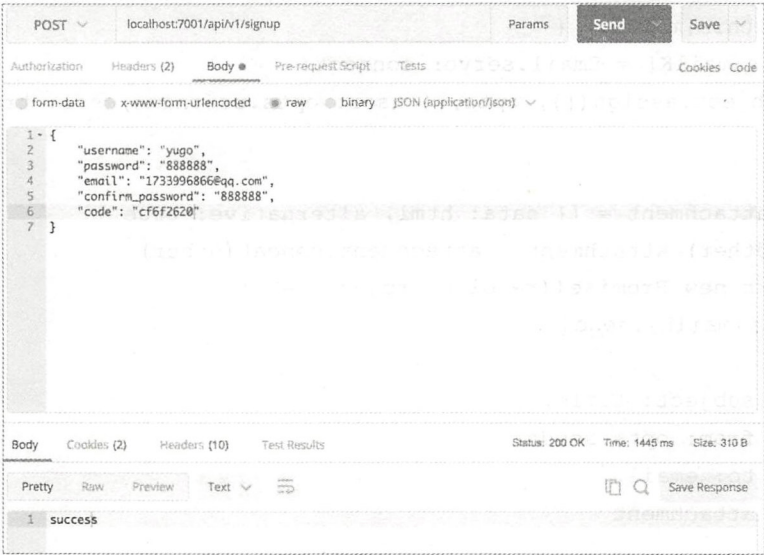 POST localhost:7001/api/v1/signup Params Send Save
Authorization Headers (2) Body Pre-request Script Tests Cookies Code
form-data x-www-form-urlencoded raw binary JSON (application/json)
1 {
2 "username": "yugo",
3 "password": "888888",
4 "email": "1733996866@qq.com",
5 "confirm_password": "888888",
6 "code": "cf6f2620"
7 }
Body Cookies (2) Headers (10) Test Results Status: 200 OK Time: 1445 ms Size: 310 B
Pretty Raw Preview Text Save Response
1 success